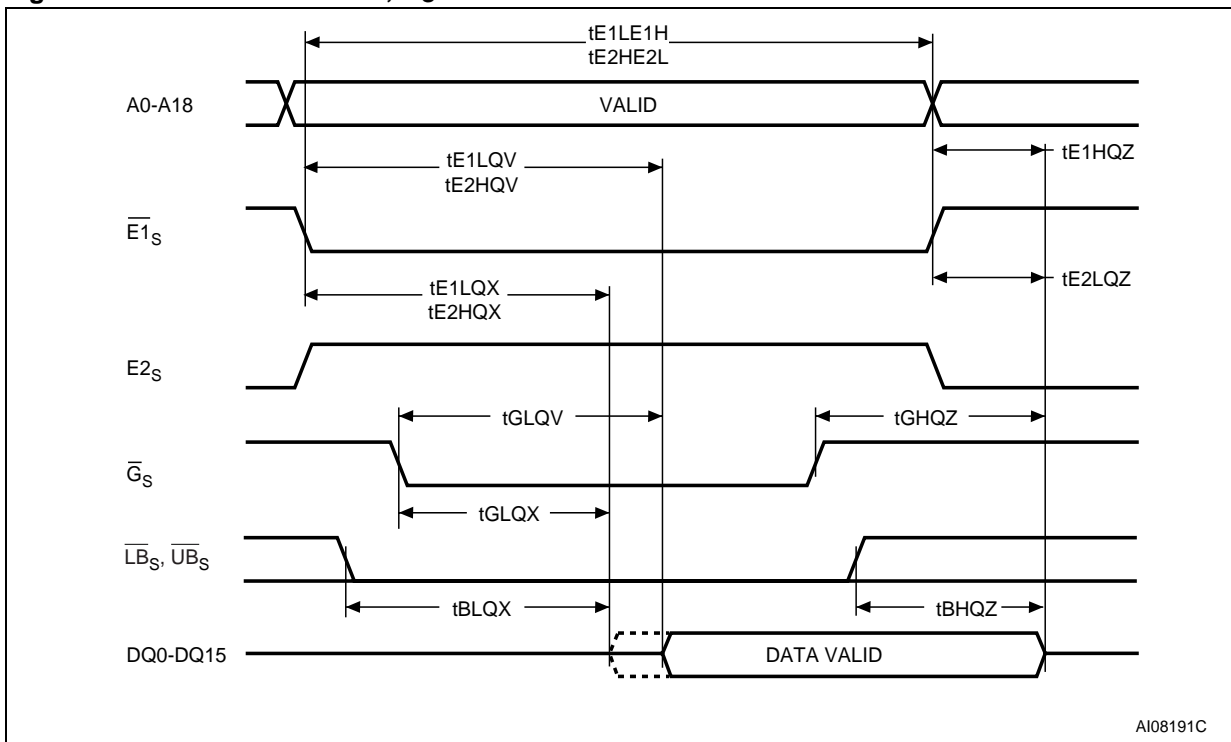 tE1LE1H
tE2HE2L
A0-A18
VALID
tE1LQV
tE2HQV
tE1HQZ
E1S
tE1LQX
tE2HQX
tE2LQZ
E2S
tGLQV
tGHQZ
GS
tGLQX
LBS, UBS
tBLQX
tBHQZ
DQ0-DQ15
DATA VALID
AI08191C